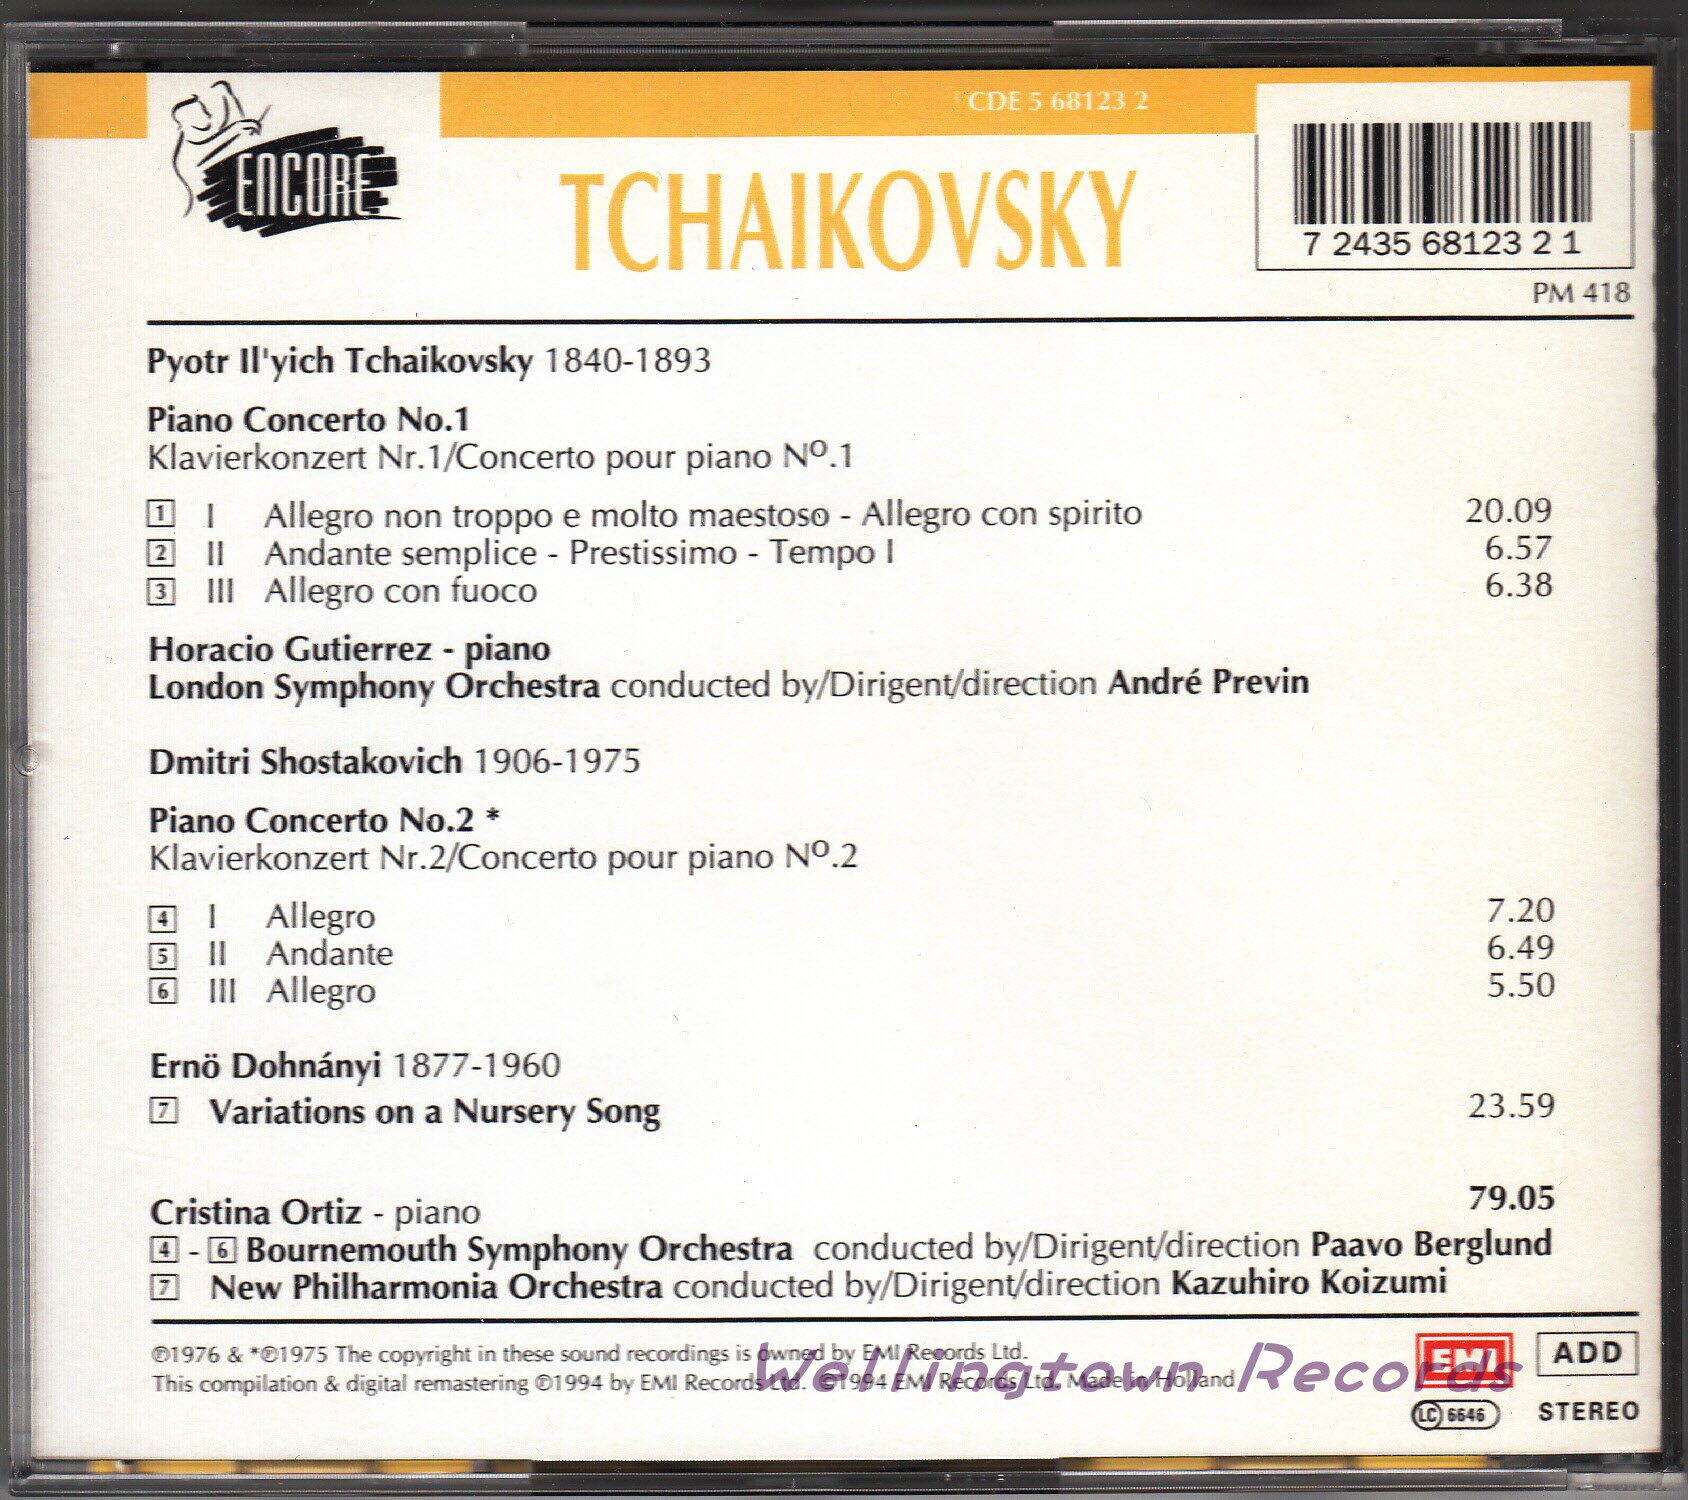 CDE 5 68123 2
ENCORE
TCHAIKOVSKY
7 2435 68123 2 1
PM 418
Pyotr Il'yich Tchaikovsky 1840-1893
Piano Concerto No.1
Klavierkonzert Nr.1/Concerto pour piano Nº.1
1 I Allegro non troppo e molto maestoso - Allegro con spirito 20.09
2 II Andante semplice - Prestissimo - Tempo I 6.57
3 III Allegro con fuoco 6.38
Horacio Gutierrez - piano
London Symphony Orchestra conducted by/Dirigent/direction André Previn
Dmitri Shostakovich 1906-1975
Piano Concerto No.2 *
Klavierkonzert Nr.2/Concerto pour piano Nº.2
4 I Allegro 7.20
5 II Andante 6.49
6 III Allegro 5.50
Ernö Dohnányi 1877-1960
7 Variations on a Nursery Song 23.59
79.05
Cristina Ortiz - piano
4 - 6 Bournemouth Symphony Orchestra conducted by/Dirigent/direction Paavo Berglund
7 New Philharmonia Orchestra conducted by/Dirigent/direction Kazuhiro Koizumi
℗1976 & *℗1975 The copyright in these sound recordings is owned by EMI Records Ltd.
This compilation & digital remastering ℗1994 by EMI Records Ltd. ©1994 EMI Records Ltd. Made in Holland
Wellingtown Records
EMI
ADD
LC 6646
STEREO